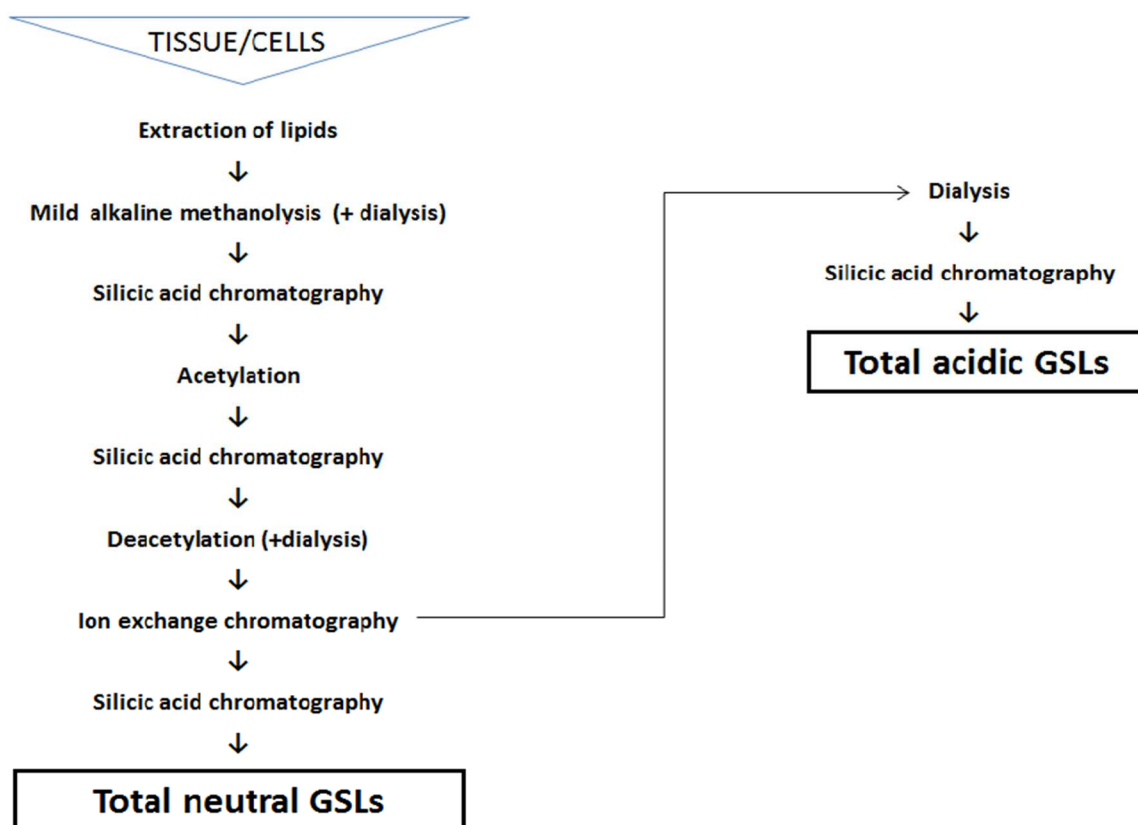 TISSUE/CELLS
Extraction of lipids
↓
Mild alkaline methanolysis (+ dialysis)
↓
Silicic acid chromatography
↓
Acetylation
↓
Silicic acid chromatography
↓
Deacetylation (+dialysis)
↓
Ion exchange chromatography
↓
Silicic acid chromatography
↓
Total neutral GSLs
Dialysis
↓
Silicic acid chromatography
↓
Total acidic GSLs